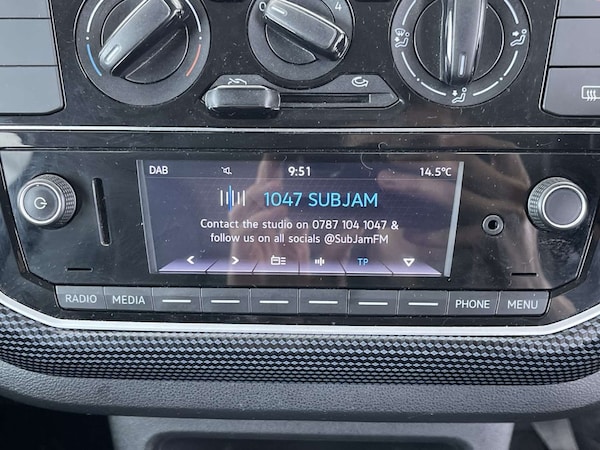 4
DAB 9:51 14.5°C
1047 SUBJAM
Contact the studio on 0787 104 1047 &
follow us on all socials @SubJamFM
TP
RADIO MEDIA PHONE MENU